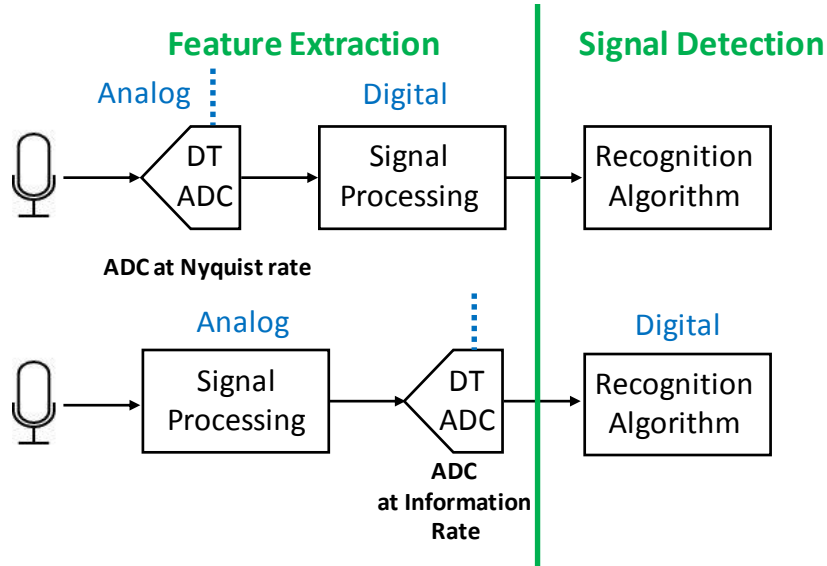 Feature Extraction
Signal Detection
Analog
Digital
DT
ADC
Signal
Processing
Recognition
Algorithm
ADC at Nyquist rate
Analog
Digital
Signal
Processing
DT
ADC
Recognition
Algorithm
ADC
at Information
Rate